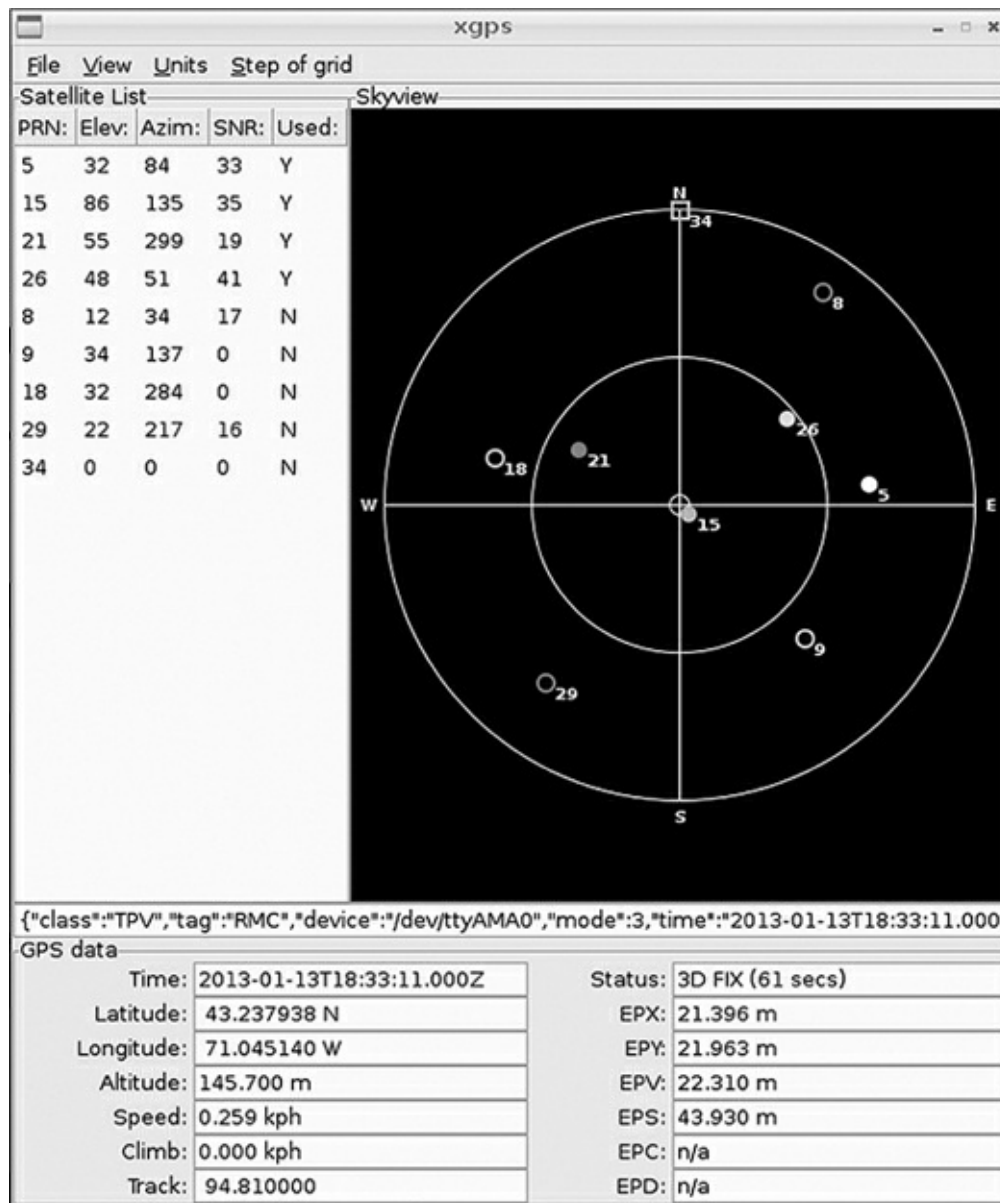 xgps
File View Units Step of grid
Satellite List
PRN: Elev: Azim: SNR: Used:
5 32 84 33 Y
15 86 135 35 Y
21 55 299 19 Y
26 48 51 41 Y
8 12 34 17 N
9 34 137 0 N
18 32 284 0 N
29 22 217 16 N
34 0 0 0 N
Skyview
N
34
8
26
18
21
5
W
E
15
9
29
S
{"class":"TPV","tag":"RMC","device":"/dev/ttyAMA0","mode":3,"time":"2013-01-13T18:33:11.000
GPS data
Time: 2013-01-13T18:33:11.000Z
Latitude: 43.237938 N
Longitude: 71.045140 W
Altitude: 145.700 m
Speed: 0.259 kph
Climb: 0.000 kph
Track: 94.810000
Status: 3D FIX (61 secs)
EPX: 21.396 m
EPY: 21.963 m
EPV: 22.310 m
EPS: 43.930 m
EPC: n/a
EPD: n/a